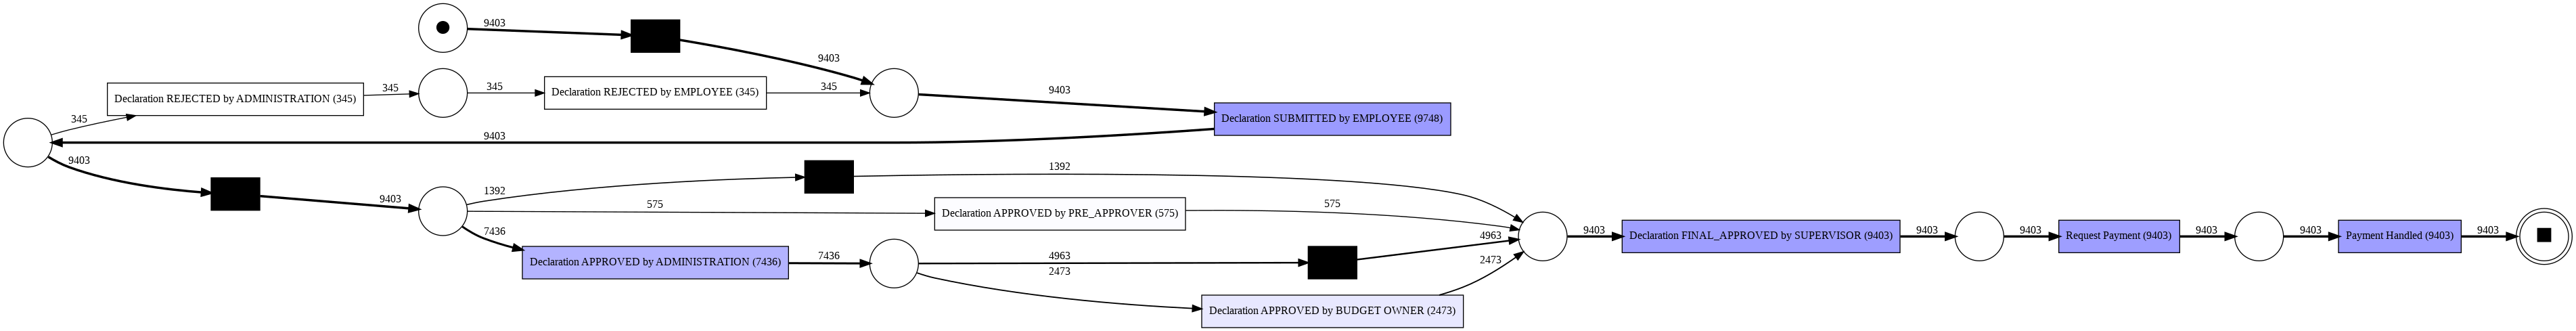 9403
9403
345
Declaration REJECTED by ADMINISTRATION (345)
345
345
Declaration REJECTED by EMPLOYEE (345)
345
9403
Declaration SUBMITTED by EMPLOYEE (9748)
9403
9403
9403
1392
1392
575
Declaration APPROVED by PRE_APPROVER (575)
575
7436
Declaration APPROVED by ADMINISTRATION (7436)
7436
4963
4963
2473
Declaration APPROVED by BUDGET OWNER (2473)
2473
9403
Declaration FINAL_APPROVED by SUPERVISOR (9403)
9403
9403
Request Payment (9403)
9403
9403
Payment Handled (9403)
9403